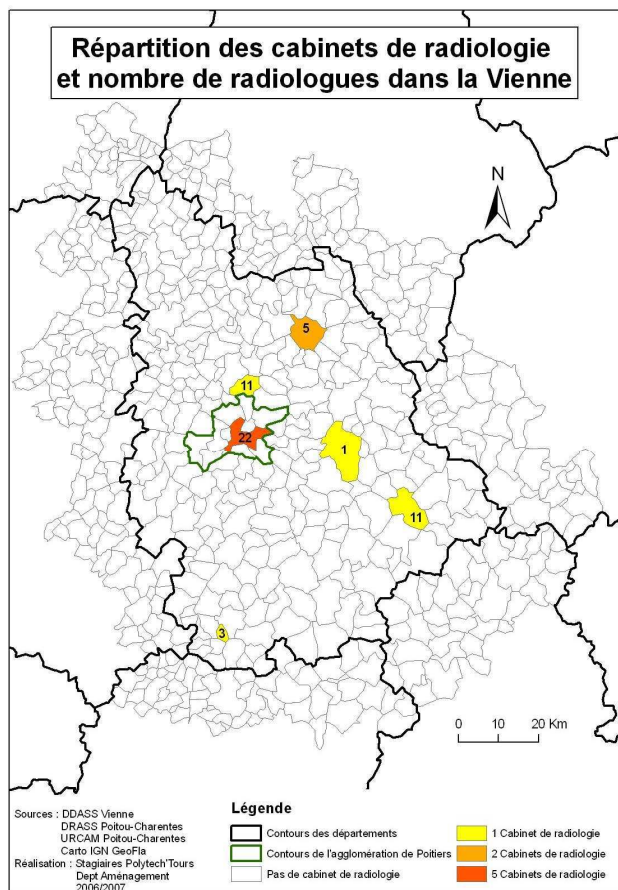 Répartition des cabinets de radiologie
et nombre de radiologues dans la Vienne
N
5
11
22
1
11
3
0 10 20 Km
Sources : DDASS Vienne
DRASS Poitou-Charentes
URCAM Poitou-Charentes
Carto IGN GeoFla
Réalisation : Stagiaires Polytech'Tours
Dept Aménagement
2006/2007
Légende
Contours des départements
Contours de l'agglomération de Poitiers
Pas de cabinet de radiologie
1 Cabinet de radiologie
2 Cabinets de radiologie
5 Cabinets de radiologie